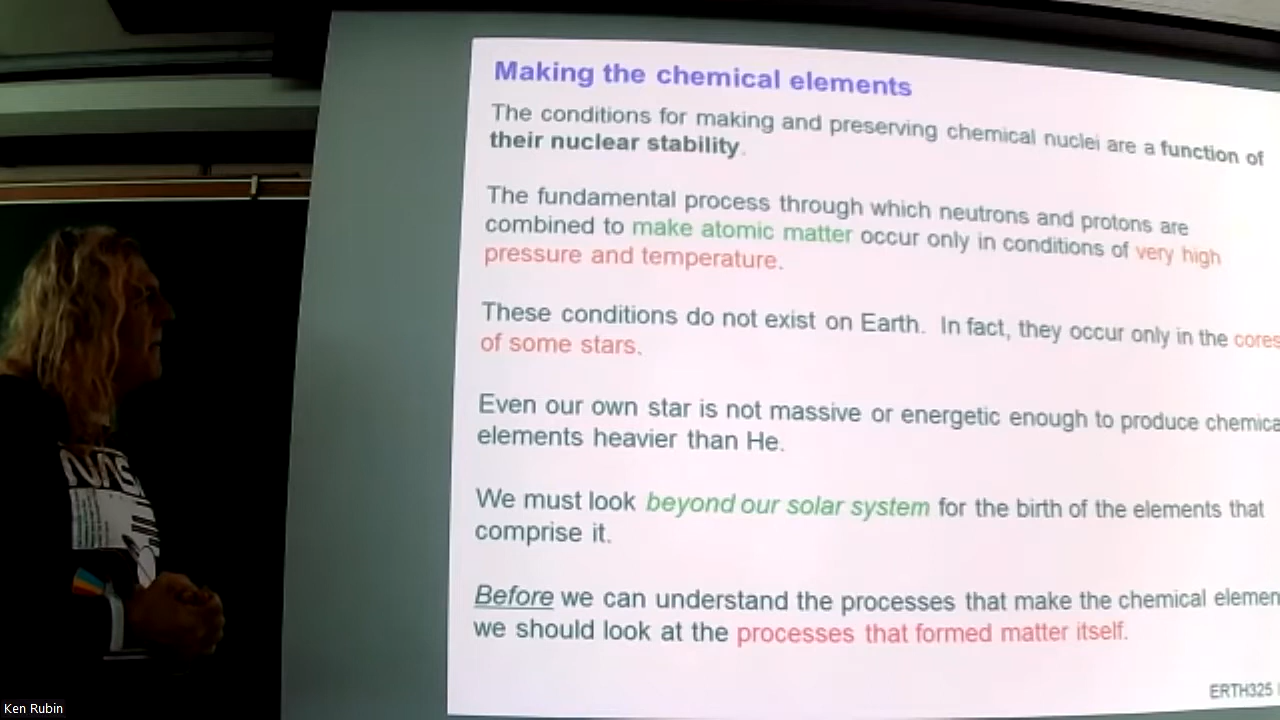 Making the chemical elements
The conditions for making and preserving chemical nuclei are a function of
their nuclear stability.
The fundamental process through which neutrons and protons are
combined to make atomic matter occur only in conditions of very high
pressure and temperature.
These conditions do not exist on Earth. In fact, they occur only in the cores
of some stars.
Even our own star is not massive or energetic enough to produce chemica
elements heavier than He.
We must look beyond our solar system for the birth of the elements that
comprise it.
Before we can understand the processes that make the chemical elemen
we should look at the processes that formed matter itself.
ERTH325
NAS
Ken Rubin